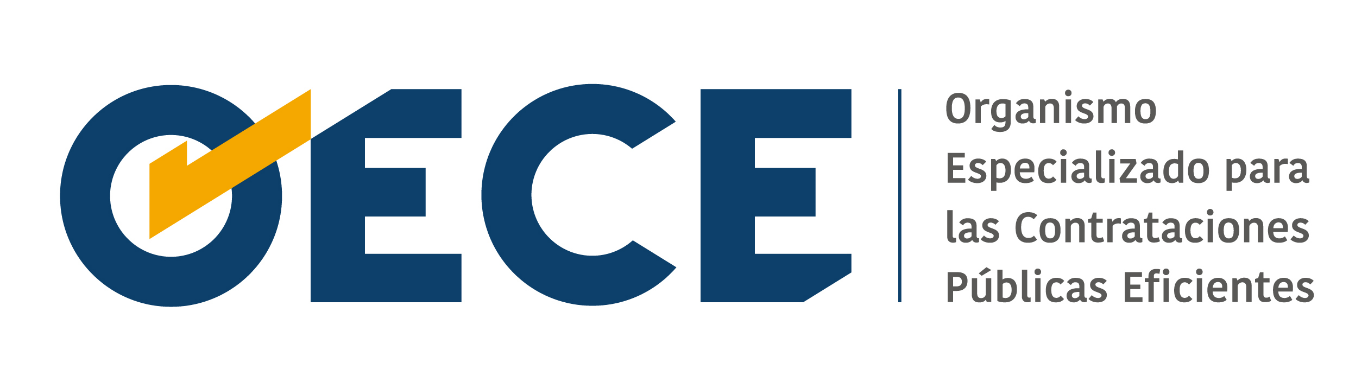 OECE
Organismo
Especializado para
las Contrataciones
Públicas Eficientes